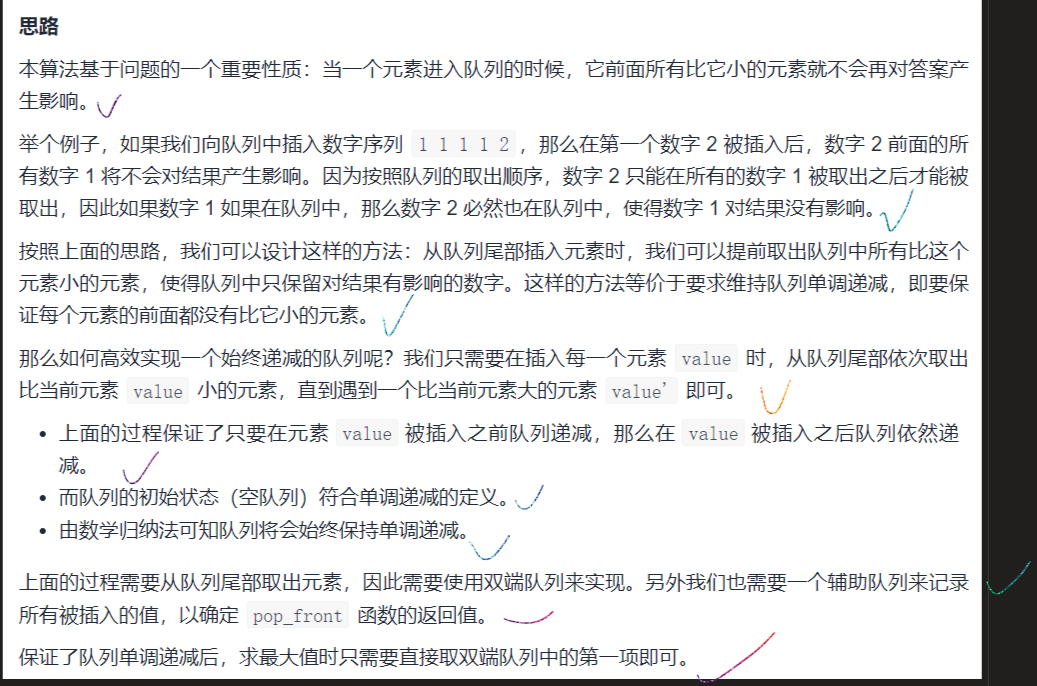 思路
本算法基于问题的一个重要性质：当一个元素进入队列的时候，它前面所有比它小的元素就不会再对答案产
生影响。
举个例子，如果我们向队列中插入数字序列 1 1 1 1 2 ，那么在第一个数字 2 被插入后，数字 2 前面的所
有数字 1 将不会对结果产生影响。因为按照队列的取出顺序，数字 2 只能在所有的数字 1 被取出之后才能被
取出，因此如果数字 1 如果在队列中，那么数字 2 必然也在队列中，使得数字 1 对结果没有影响。
按照上面的思路，我们可以设计这样的方法：从队列尾部插入元素时，我们可以提前取出队列中所有比这个
元素小的元素，使得队列中只保留对结果有影响的数字。这样的方法等价于要求维持队列单调递减，即要保
证每个元素的前面都没有比它小的元素。
那么如何高效实现一个始终递减的队列呢？我们只需要在插入每一个元素 value 时，从队列尾部依次取出
比当前元素 value 小的元素，直到遇到一个比当前元素大的元素 value' 即可。
• 上面的过程保证了只要在元素 value 被插入之前队列递减，那么在 value 被插入之后队列依然递
减。
• 而队列的初始状态（空队列）符合单调递减的定义。
• 由数学归纳法可知队列将会始终保持单调递减。
上面的过程需要从队列尾部取出元素，因此需要使用双端队列来实现。另外我们也需要一个辅助队列来记录
所有被插入的值，以确定 pop_front 函数的返回值。
保证了队列单调递减后，求最大值时只需要直接取双端队列中的第一项即可。